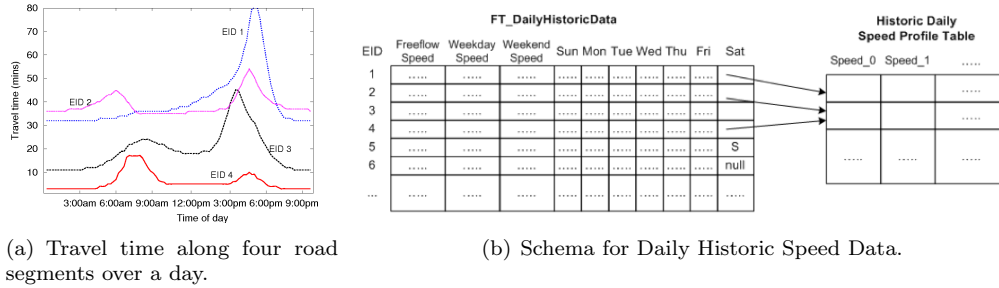 80
70
60
50
40
30
20
10
Travel time (mins)
EID 1
EID 2
EID 3
EID 4
3:00am 6:00am 9:00am 12:00pm 3:00pm 6:00pm 9:00pm
Time of day
(a) Travel time along four road
segments over a day.
FT_DailyHistoricData
EID Freeflow Speed Weekday Speed Weekend Speed Sun Mon Tue Wed Thu Fri Sat
1 ..... ..... ..... ..... ..... ..... ..... ..... .....
2 ..... ..... ..... ..... ..... ..... ..... ..... .....
3 ..... ..... ..... ..... ..... ..... ..... ..... .....
4 ..... ..... ..... ..... ..... ..... ..... ..... .....
5 ..... ..... ..... ..... ..... ..... ..... ..... ..... S
6 ..... ..... ..... ..... ..... ..... ..... ..... ..... null
... ..... ..... ..... ..... ..... ..... ..... ..... ..... .....
Historic Daily
Speed Profile Table
Speed_0 Speed_1 .....
.....
.....
..... ..... .....
(b) Schema for Daily Historic Speed Data.